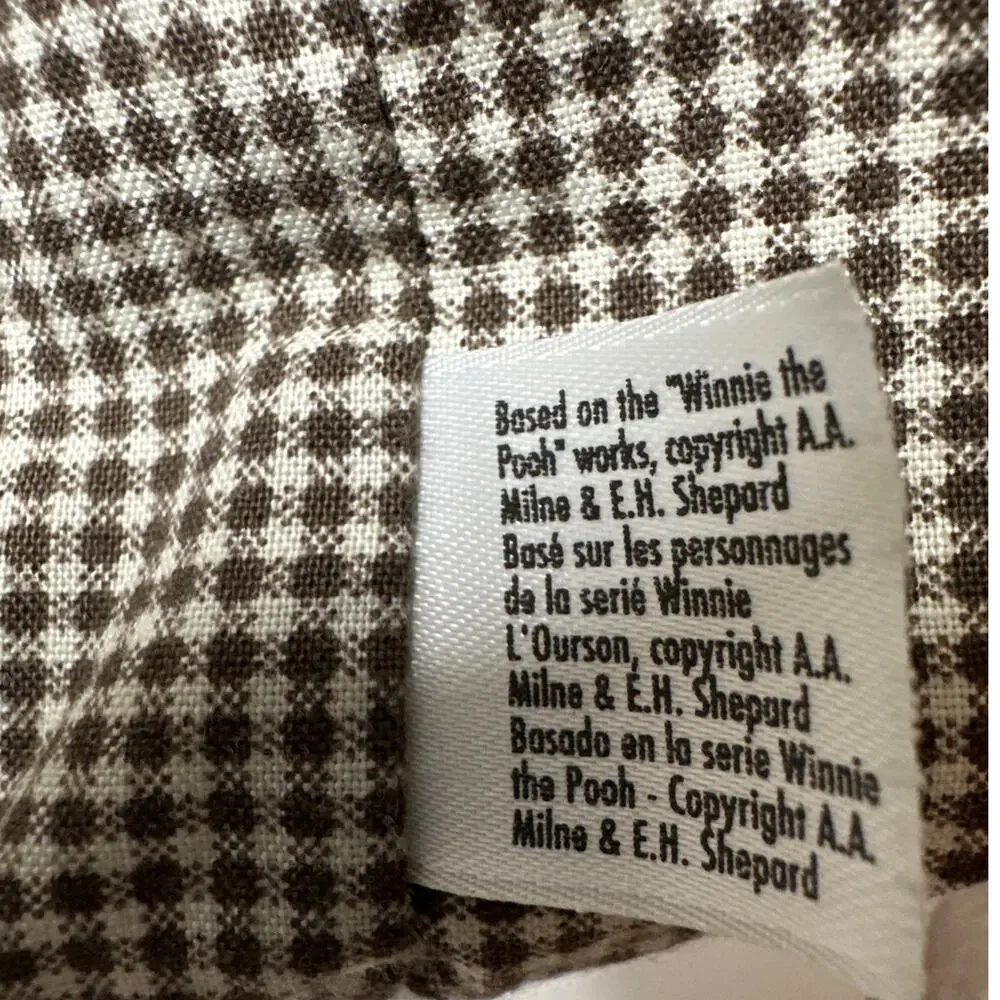 Based on the "Winnie the
Pooh" works, copyright A.A.
Milne & E.H. Shepard
Basé sur les personnages
de la serié Winnie
L'Ourson, copyright A.A.
Milne & E.H. Shepard
Basado en la serie Winnie
the Pooh - Copyright A.A.
Milne & E.H. Shepard